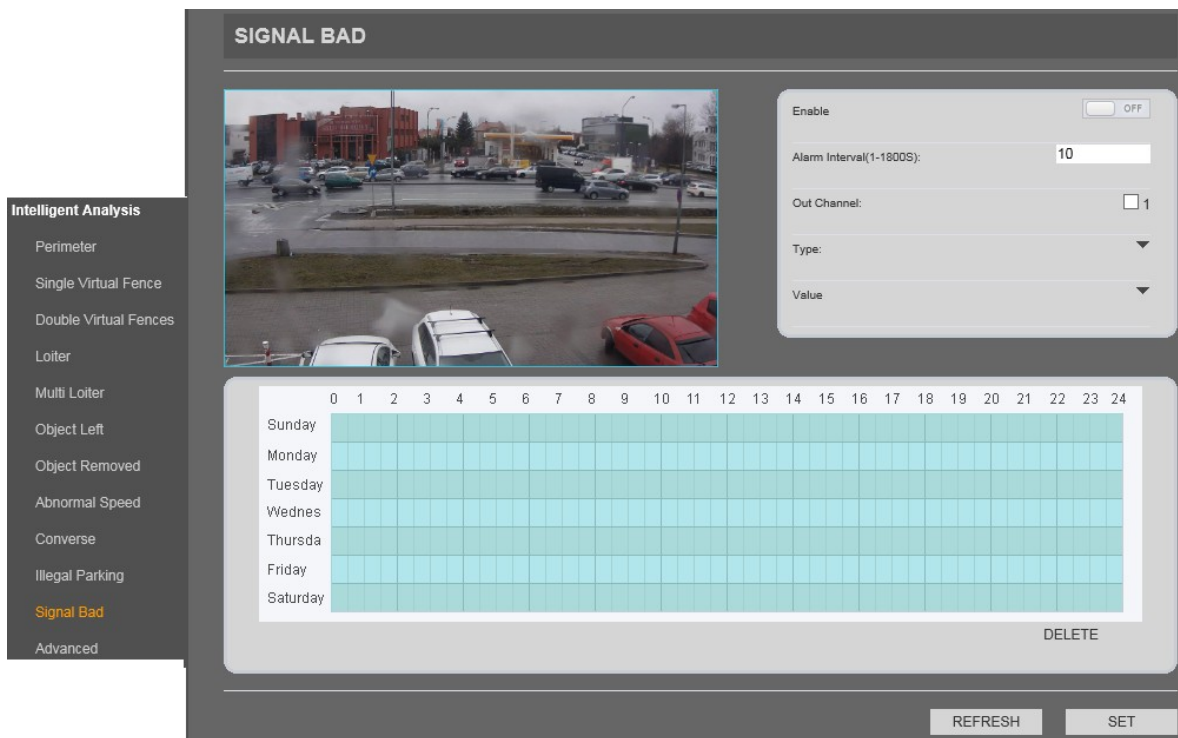 SIGNAL BAD
Intelligent Analysis
Perimeter
Single Virtual Fence
Double Virtual Fences
Loiter
Multi Loiter
Object Left
Object Removed
Abnormal Speed
Converse
Illegal Parking
Signal Bad
Advanced
Enable OFF
Alarm Interval(1-1800S): 10
Out Channel: 1
Type:
Value
0 1 2 3 4 5 6 7 8 9 10 11 12 13 14 15 16 17 18 19 20 21 22 23 24
Sunday
Monday
Tuesday
Wednes
Thursda
Friday
Saturday
DELETE
REFRESH SET